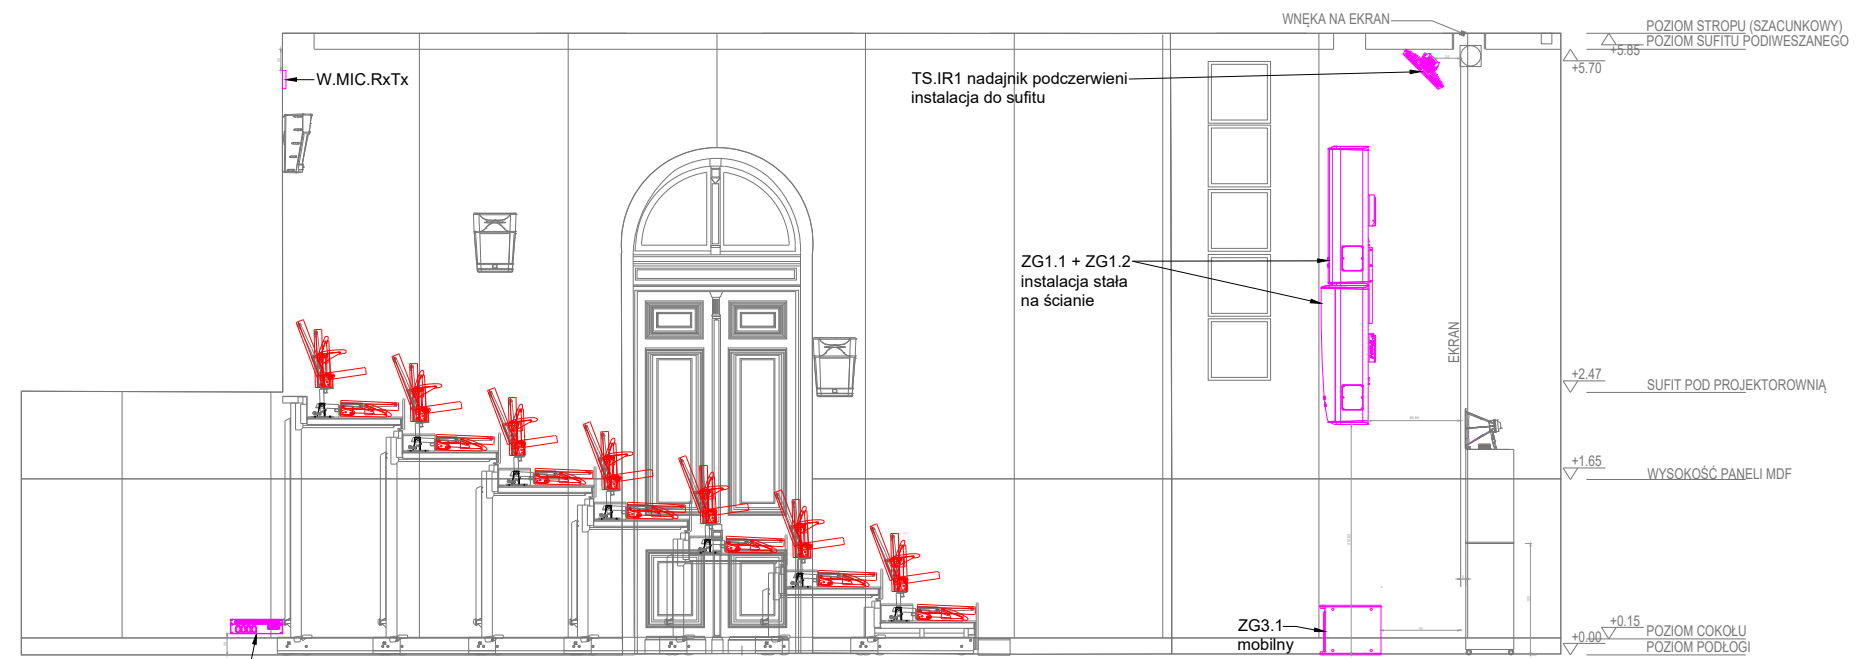 WNĘKA NA EKRAN
POZIOM STROPU (SZACUNKOWY)
+5.85
POZIOM SUFITU PODIWESZANEGO
+5.70
W.MIC.RxTx
TS.IR1 nadajnik podczerwieni
instalacja do sufitu
ZG1.1 + ZG1.2
instalacja stała
na ścianie
EKRAN
+2.47
SUFIT POD PROJEKTOROWNIĄ
+1.65
WYSOKOŚĆ PANELI MDF
ZG3.1
mobilny
+0.15
POZIOM COKOŁU
+0.00
POZIOM PODŁOGI